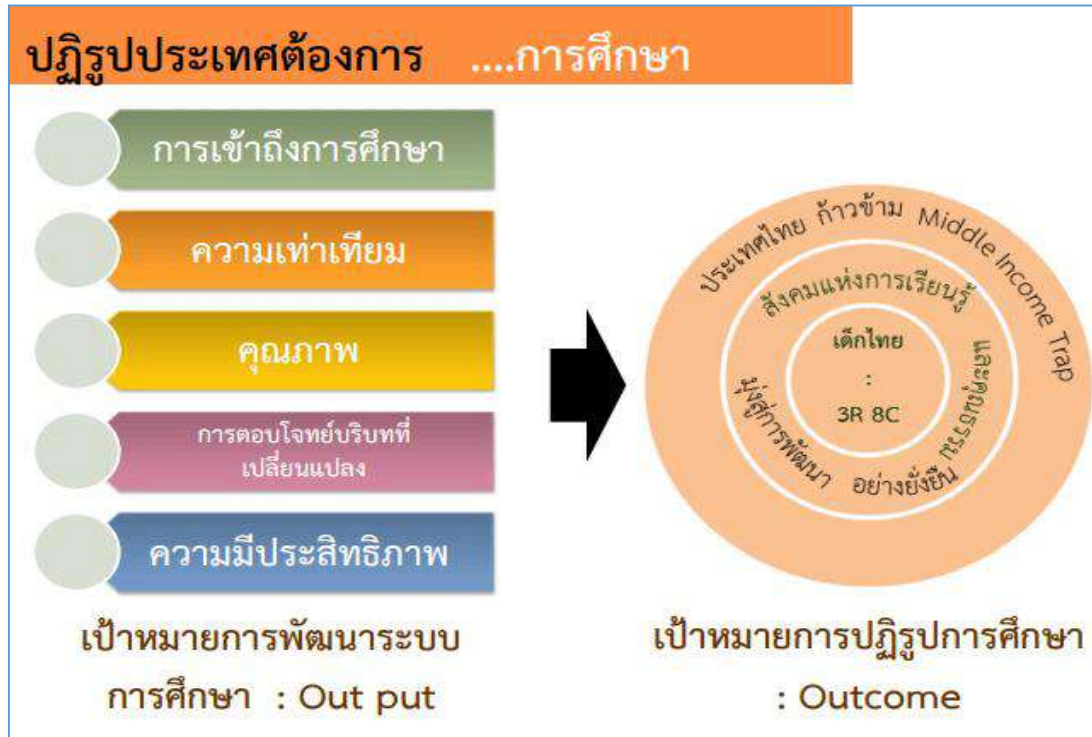 ปฏิรูปประเทศต้องการ ....การศึกษา
การเข้าถึงการศึกษา
ความเท่าเทียม
คุณภาพ
การตอบโจทย์บริบทที่
เปลี่ยนแปลง
ความมีประสิทธิภาพ
เป้าหมายการพัฒนาระบบ
การศึกษา : Out put
ประเทศไทย ก้าวข้าม Middle Income Trap
สังคมแห่งการเรียนรู้
และคุณธรรม
มุ่งสู่การพัฒนา อย่างยั่งยืน
เด็กไทย
:
3R 8C
เป้าหมายการปฏิรูปการศึกษา
: Outcome